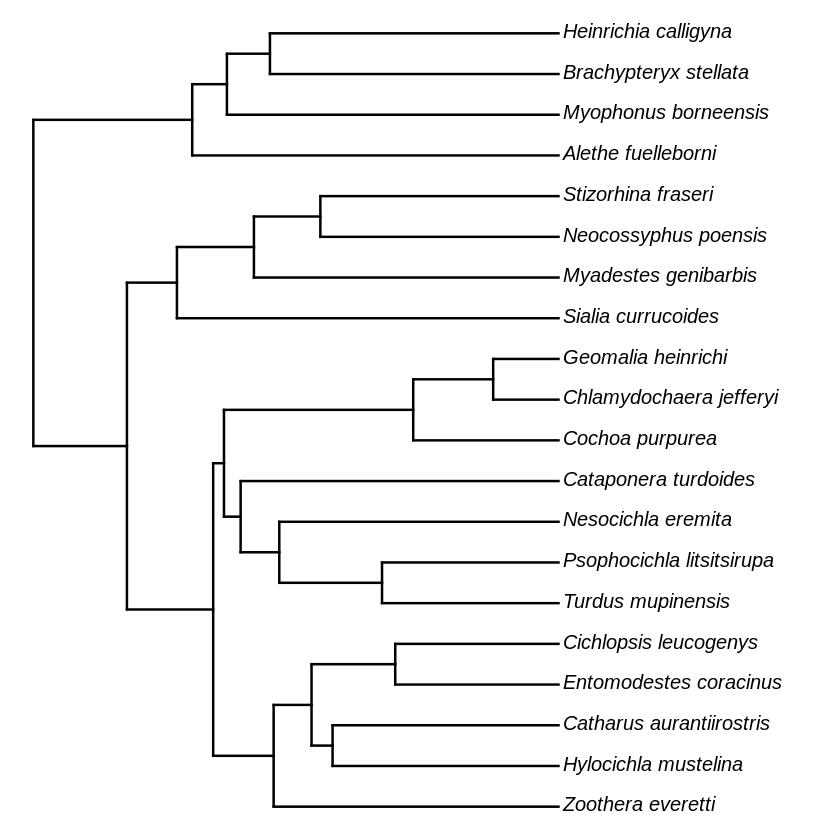 Heinrichia calligyna
Brachypteryx stellata
Myophonus borneensis
Alethe fuelleborni
Stizorhina fraseri
Neocossyphus poensis
Myadestes genibarbis
Sialia currucoides
Geomalia heinrichi
Chlamydochaera jefferyi
Cochoa purpurea
Cataponera turdoides
Nesocichla eremita
Psophocichla litsitsirupa
Turdus mupinensis
Cichlopsis leucogenys
Entomodestes coracinus
Catharus aurantiirostris
Hylocichla mustelina
Zoothera everetti